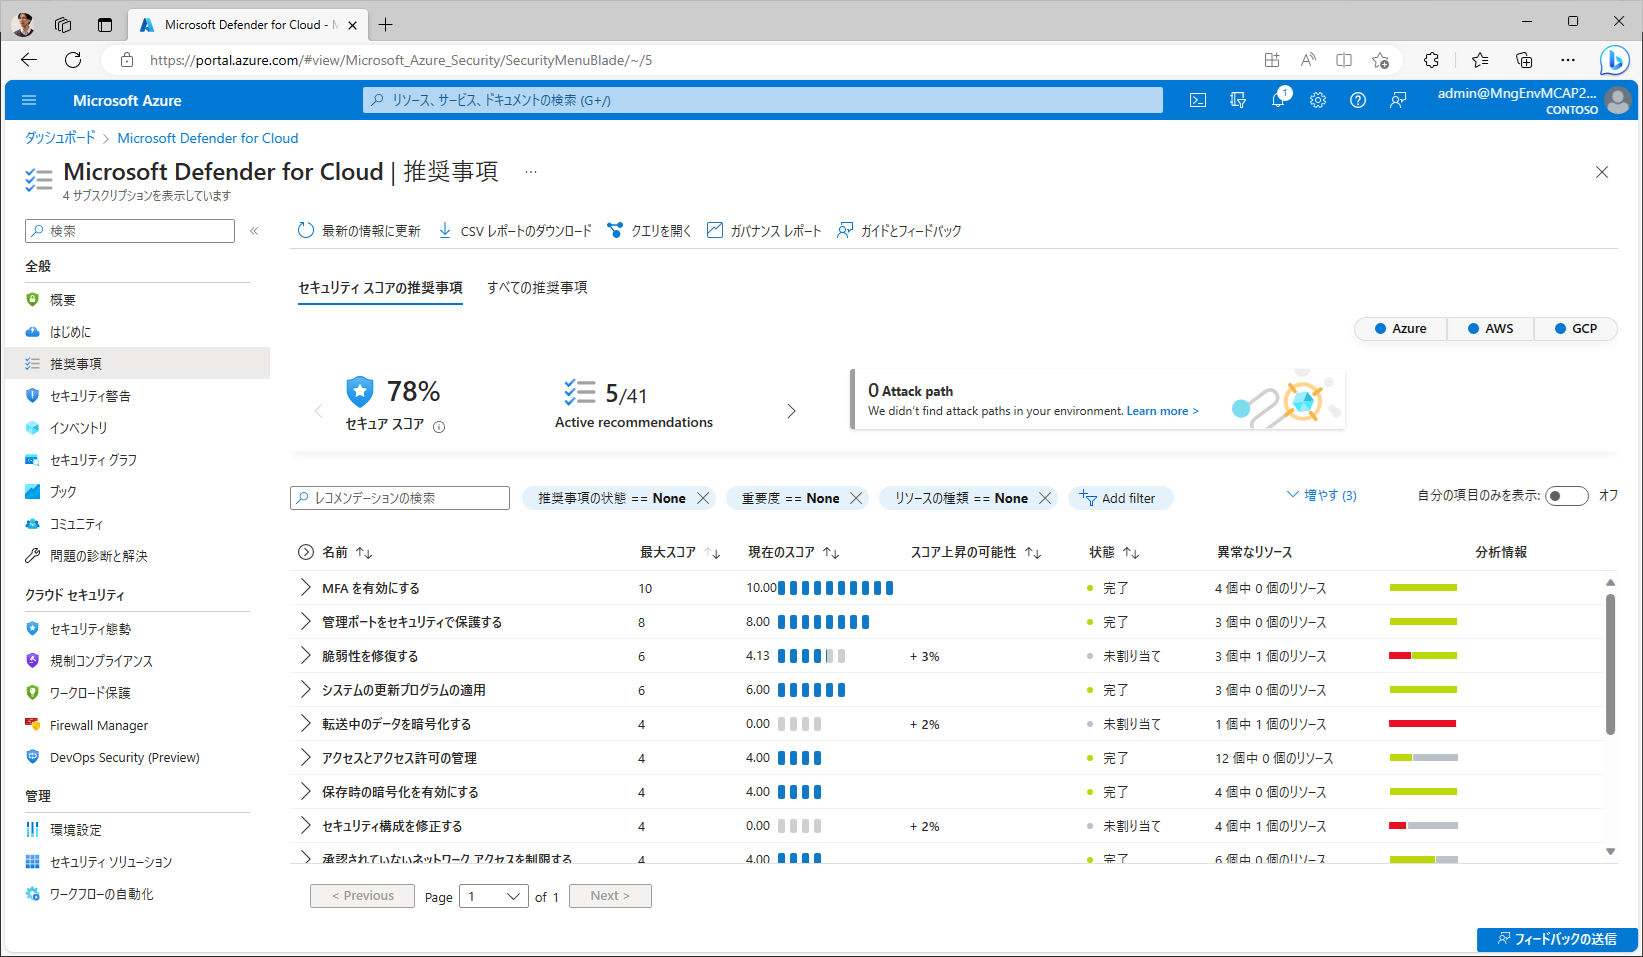 Microsoft Defender for Cloud - M
https://portal.azure.com/#view/Microsoft_Azure_Security/SecurityMenuBlade/~/5
Microsoft Azure
リソース、サービス、ドキュメントの検索 (G+/)
1
admin@MngEnvMCAP2...
CONTOSO
ダッシュボード > Microsoft Defender for Cloud
Microsoft Defender for Cloud | 推奨事項 ...
4 サブスクリプションを表示しています
検索
全般
概要
はじめに
推奨事項
セキュリティ警告
インベントリ
セキュリティ グラフ
ブック
コミュニティ
問題の診断と解決
クラウド セキュリティ
セキュリティ態勢
規制コンプライアンス
ワークロード保護
Firewall Manager
DevOps Security (Preview)
管理
環境設定
セキュリティ ソリューション
ワークフローの自動化
最新の情報に更新 CSV レポートのダウンロード クエリを開く ガバナンス レポート ガイドとフィードバック
セキュリティ スコアの推奨事項 すべての推奨事項
Azure AWS GCP
78%
セキュア スコア
5/41
Active recommendations
0 Attack path
We didn't find attack paths in your environment. Learn more >
レコメンデーションの検索 推奨事項の状態 == None 重要度 == None リソースの種類 == None Add filter 増やす (3) 自分の項目のみを表示: オフ
名前 最大スコア 現在のスコア スコア上昇の可能性 状態 異常なリソース 分析情報
MFA を有効にする 10 10.00 完了 4 個中 0 個のリソース
管理ポートをセキュリティで保護する 8 8.00 完了 3 個中 0 個のリソース
脆弱性を修復する 6 4.13 + 3% 未割り当て 3 個中 1 個のリソース
システムの更新プログラムの適用 6 6.00 完了 3 個中 0 個のリソース
転送中のデータを暗号化する 4 0.00 + 2% 未割り当て 1 個中 1 個のリソース
アクセスとアクセス許可の管理 4 4.00 完了 12 個中 0 個のリソース
保存時の暗号化を有効にする 4 4.00 完了 4 個中 0 個のリソース
セキュリティ構成を修正する 4 0.00 + 2% 未割り当て 4 個中 1 個のリソース
承認されていないネットワーク アクセスを制限する 4 4.00 完了 6 個中 0 個のリソース
< Previous Page 1 of 1 Next >
フィードバックの送信